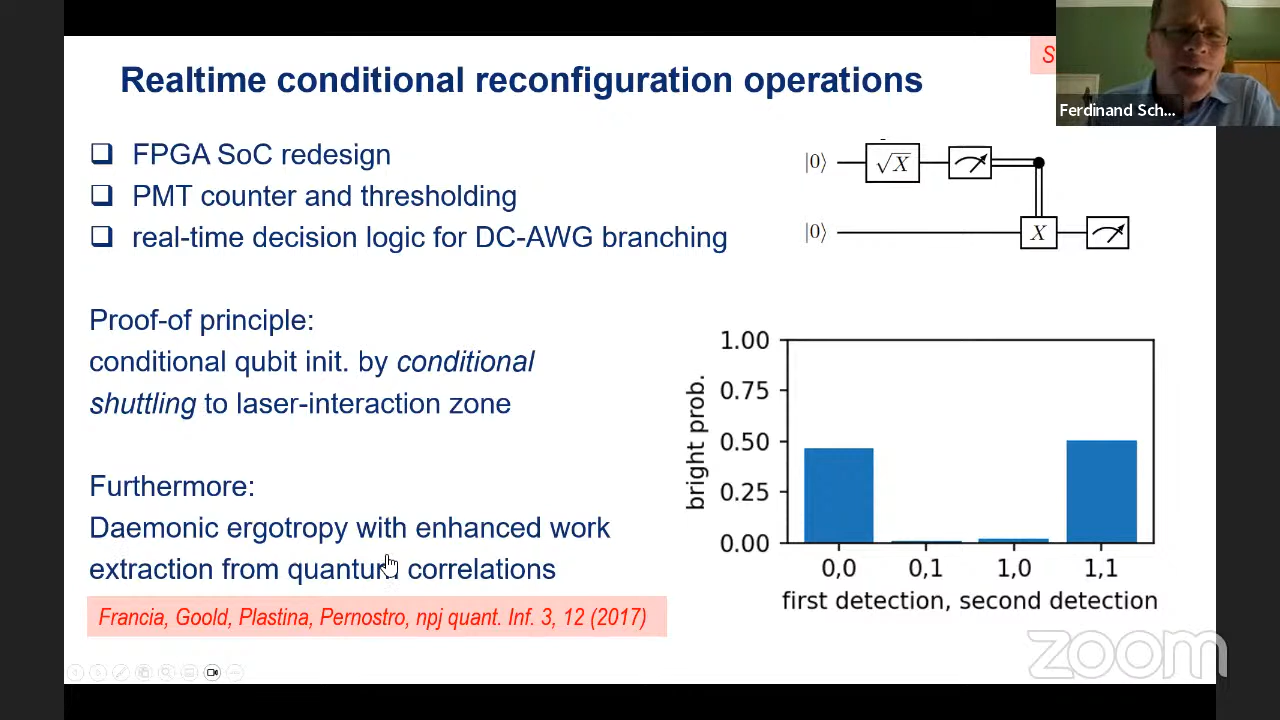 Realtime conditional reconfiguration operations
S
Ferdinand Sch...
FPGA SoC redesign
PMT counter and thresholding
real-time decision logic for DC-AWG branching
|0⟩ √X
|0⟩ X
Proof-of principle:
conditional qubit init. by conditional
shuttling to laser-interaction zone
Furthermore:
Daemonic ergotropy with enhanced work
extraction from quantum correlations
Francia, Goold, Plastina, Pernostro, npj quant. Inf. 3, 12 (2017)
bright prob.
1.00
0.75
0.50
0.25
0.00
0,0 0,1 1,0 1,1
first detection, second detection
zoom